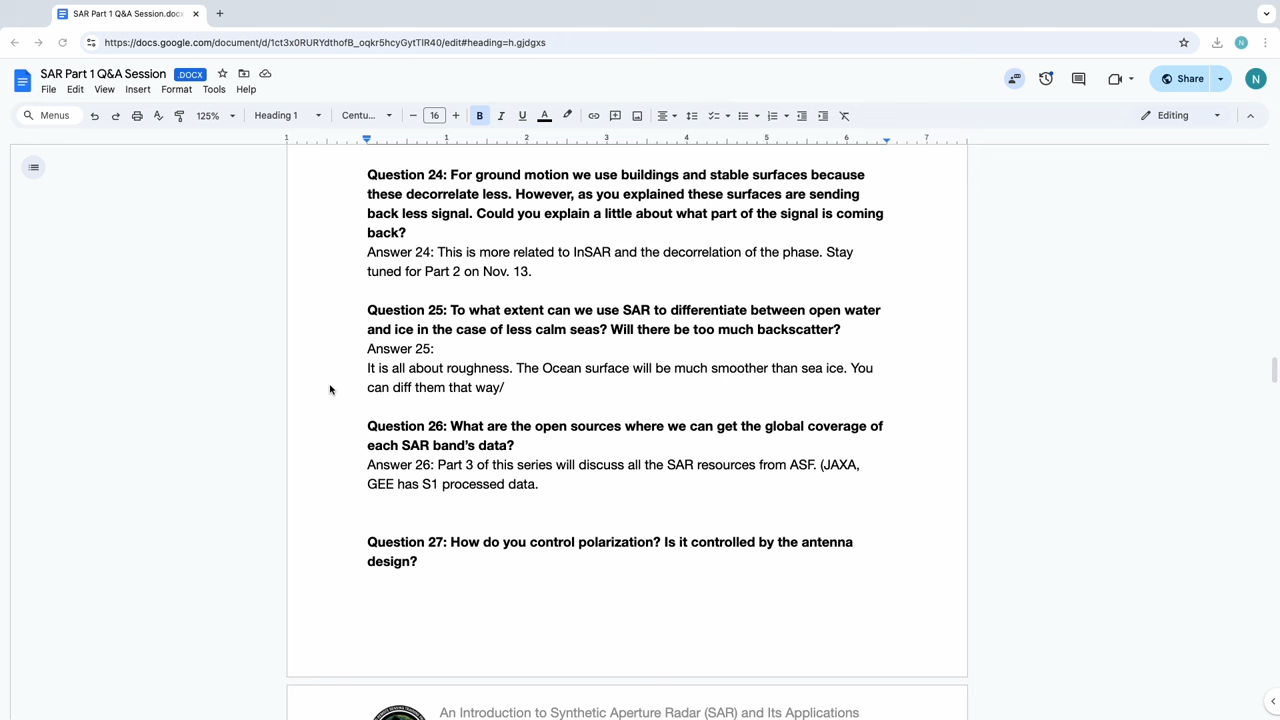 SAR Part 1 Q&A Session.docx
https://docs.google.com/document/d/1ct3x0RURYdthofB_oqkr5hcyGytTlR40/edit#heading=h.gjdgxs
N
SAR Part 1 Q&A Session .DOCX
File Edit View Insert Format Tools Help
Share
N
Menus 125% Heading 1 Centu... 16 B I U A Editing
1 1 2 3 4 5 6 7
Question 24: For ground motion we use buildings and stable surfaces because
these decorrelate less. However, as you explained these surfaces are sending
back less signal. Could you explain a little about what part of the signal is coming
back?
Answer 24: This is more related to InSAR and the decorrelation of the phase. Stay
tuned for Part 2 on Nov. 13.
Question 25: To what extent can we use SAR to differentiate between open water
and ice in the case of less calm seas? Will there be too much backscatter?
Answer 25:
It is all about roughness. The Ocean surface will be much smoother than sea ice. You
can diff them that way/
Question 26: What are the open sources where we can get the global coverage of
each SAR band's data?
Answer 26: Part 3 of this series will discuss all the SAR resources from ASF. (JAXA,
GEE has S1 processed data.
Question 27: How do you control polarization? Is it controlled by the antenna
design?
An Introduction to Synthetic Aperture Radar (SAR) and Its Applications